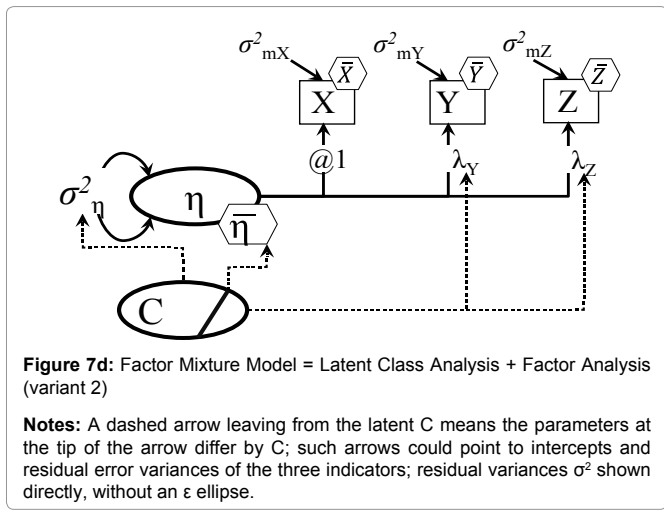 σ²mX X̄ σ²mY Ȳ σ²mZ Z̄
X Y Z
@1 λY λZ
σ²η η η̄
C
Figure 7d: Factor Mixture Model = Latent Class Analysis + Factor Analysis
(variant 2)
Notes: A dashed arrow leaving from the latent C means the parameters at
the tip of the arrow differ by C; such arrows could point to intercepts and
residual error variances of the three indicators; residual variances σ² shown
directly, without an ε ellipse.